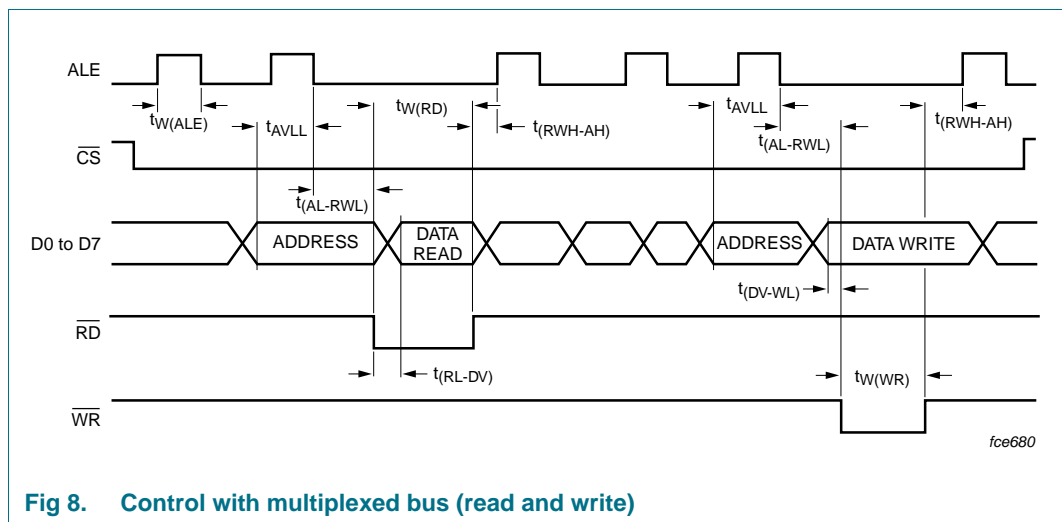 ALE
tW(ALE)
tAVLL
tW(RD)
t(RWH-AH)
tAVLL
t(AL-RWL)
t(RWH-AH)
CS
t(AL-RWL)
D0 to D7
ADDRESS
DATA
READ
ADDRESS
DATA WRITE
t(DV-WL)
RD
t(RL-DV)
tW(WR)
WR
fce680
Fig 8. Control with multiplexed bus (read and write)